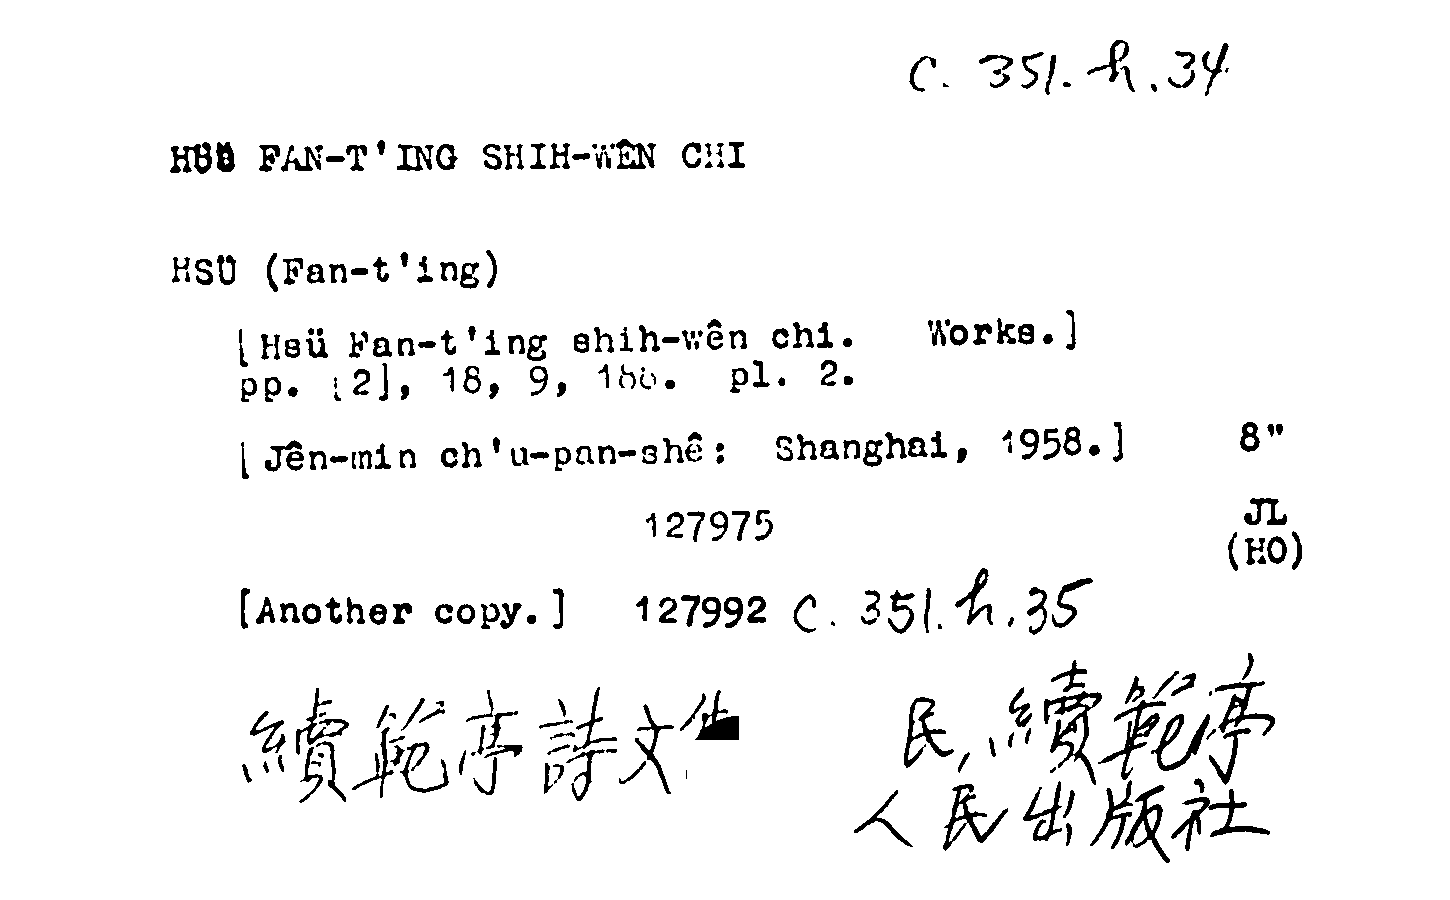 C. 351.h.34
HSÜ FAN-T'ING SHIH-WÊN CHI
HSÜ (Fan-t'ing)
[Hsü Fan-t'ing shih-wên chi. Works.]
pp. [2], 18, 9, 188. pl. 2.
[Jên-min ch'u-pan-shê: Shanghai, 1958.] 8"
127975 JL
(HO)
[Another copy.] 127992 C. 351.h.35
續範亭詩文
民, 續範亭
人民出版社